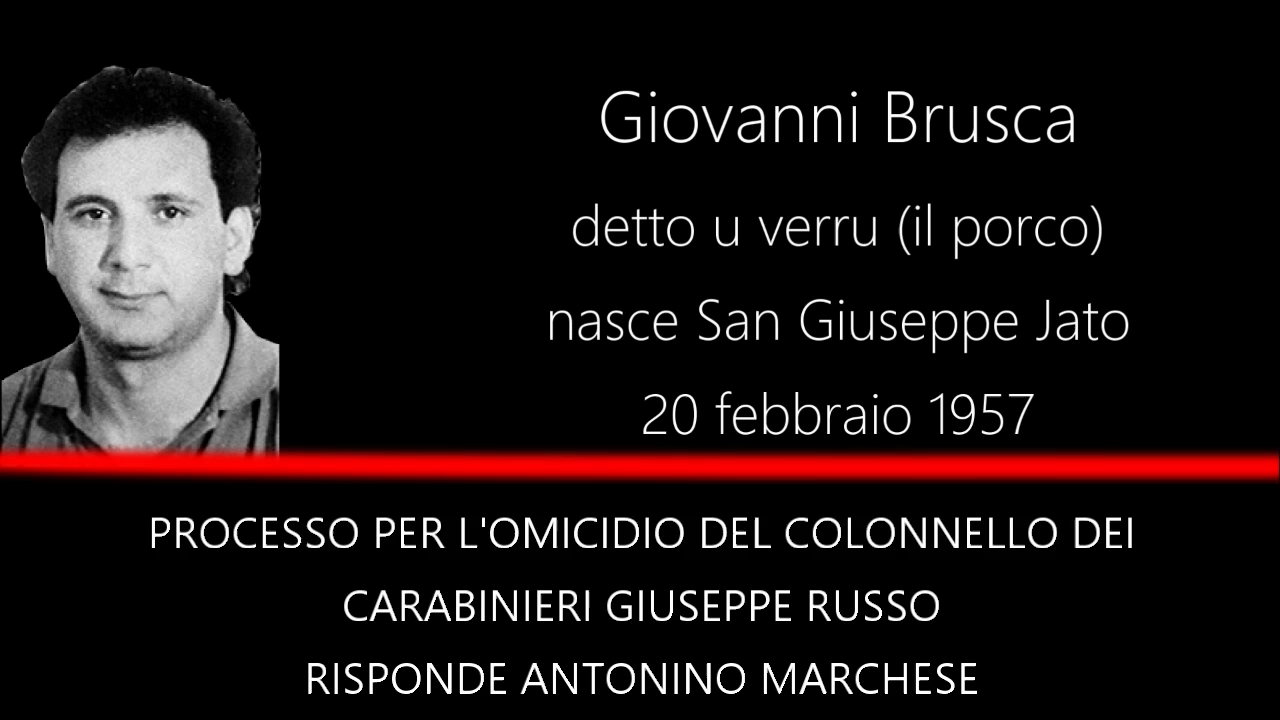 Giovanni Brusca
detto u verru (il porco)
nasce San Giuseppe Jato
20 febbraio 1957
PROCESSO PER L'OMICIDIO DEL COLONNELLO DEI
CARABINIERI GIUSEPPE RUSSO
RISPONDE ANTONINO MARCHESE